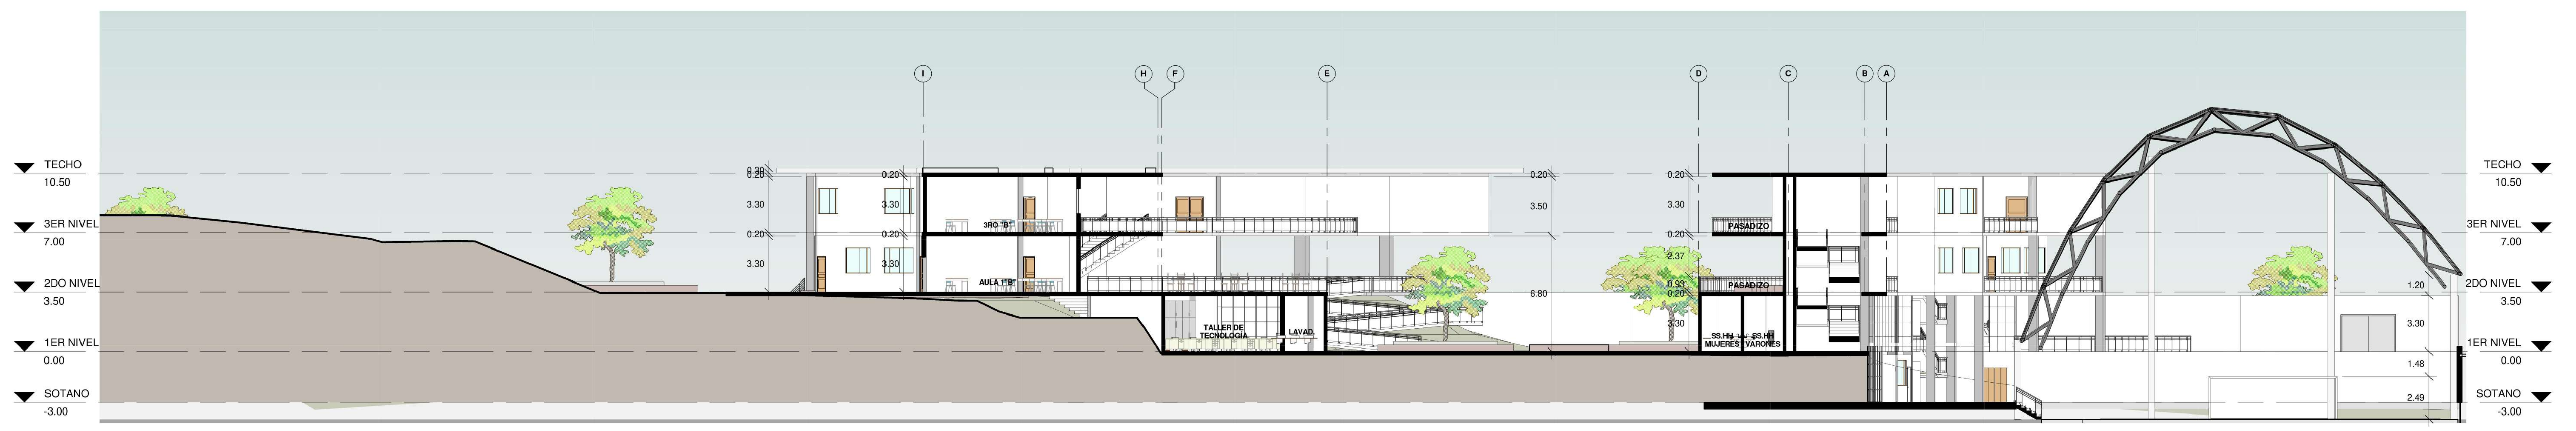 I H F E D C B A
TECHO
10.50
3ER NIVEL
7.00
2DO NIVEL
3.50
1ER NIVEL
0.00
SOTANO
-3.00
0.20
3.30
0.20
3.30
0.20
3.30
0.20
3.30
3RO "B"
AULA 1°"B"
TALLER DE
TECNOLOGIA
LAVAD.
0.20
3.50
6.80
0.20
3.30
0.20
2.37
0.93
0.20
3.30
PASADIZO
PASADIZO
SS.HH SS.HH
MUJERES VARONES
1.20
3.30
1.48
2.49
TECHO
10.50
3ER NIVEL
7.00
2DO NIVEL
3.50
1ER NIVEL
0.00
SOTANO
-3.00